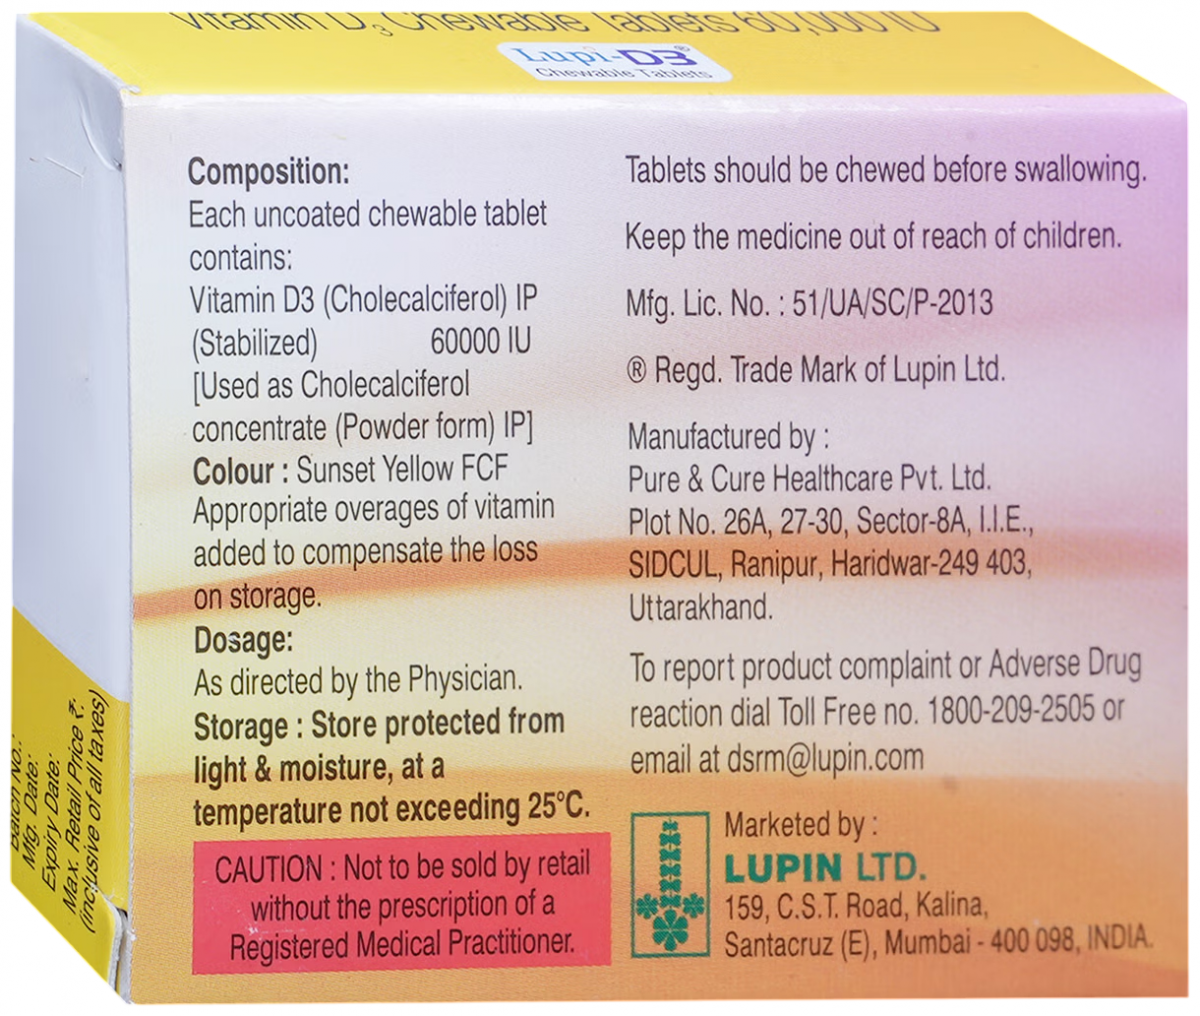 Vitamin D3 Chewable Tablets 60,000 IU
Lupi-D3®
Chewable Tablets
Composition:
Each uncoated chewable tablet
contains:
Vitamin D3 (Cholecalciferol) IP
(Stabilized) 60000 IU
[Used as Cholecalciferol
concentrate (Powder form) IP]
Colour : Sunset Yellow FCF
Appropriate overages of vitamin
added to compensate the loss
on storage.
Dosage:
As directed by the Physician.
Storage : Store protected from
light & moisture, at a
temperature not exceeding 25°C.
CAUTION : Not to be sold by retail
without the prescription of a
Registered Medical Practitioner.
Tablets should be chewed before swallowing.
Keep the medicine out of reach of children.
Mfg. Lic. No. : 51/UA/SC/P-2013
® Regd. Trade Mark of Lupin Ltd.
Manufactured by :
Pure & Cure Healthcare Pvt. Ltd.
Plot No. 26A, 27-30, Sector-8A, I.I.E.,
SIDCUL, Ranipur, Haridwar-249 403,
Uttarakhand.
To report product complaint or Adverse Drug
reaction dial Toll Free no. 1800-209-2505 or
email at dsrm@lupin.com
Marketed by :
LUPIN LTD.
159, C.S.T. Road, Kalina,
Santacruz (E), Mumbai - 400 098, INDIA.
Batch No.:
Mfg. Date:
Expiry Date:
Max. Retail Price ₹.
(inclusive of all taxes)